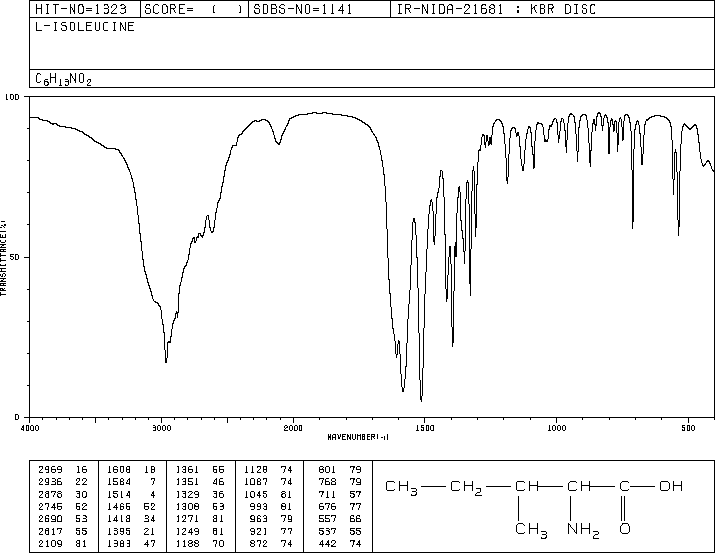 HIT-NO=1323 SCORE= ( ) SDBS-NO=1141 IR-NIDA-21681 : KBR DISC
L-ISOLEUCINE
C6H13NO2
100
50
0
TRANSMITTANCE(%)
4000 3000 2000 1500 1000 500
WAVENUMBER(-1)
2969 16 1608 18 1361 66 1128 74 801 79
2936 22 1584 7 1351 46 1087 74 768 79
2878 30 1514 4 1329 36 1045 81 711 57
2745 52 1466 52 1308 53 993 81 676 77
2690 53 1418 34 1271 81 963 79 557 66
2617 55 1395 21 1249 81 921 77 537 55
2109 81 1383 47 1188 70 872 74 442 74
CH3 CH2 CH CH C OH
CH3 NH2 O